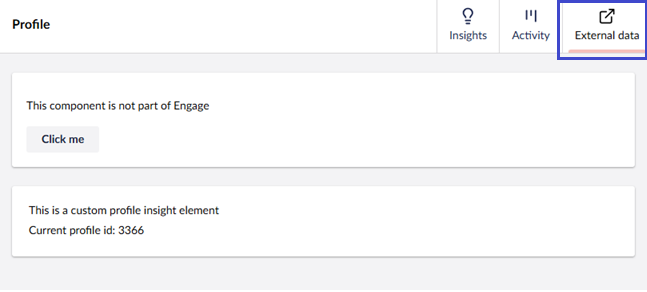 Profile
Insights
Activity
External data
This component is not part of Engage
Click me
This is a custom profile insight element
Current profile id: 3366